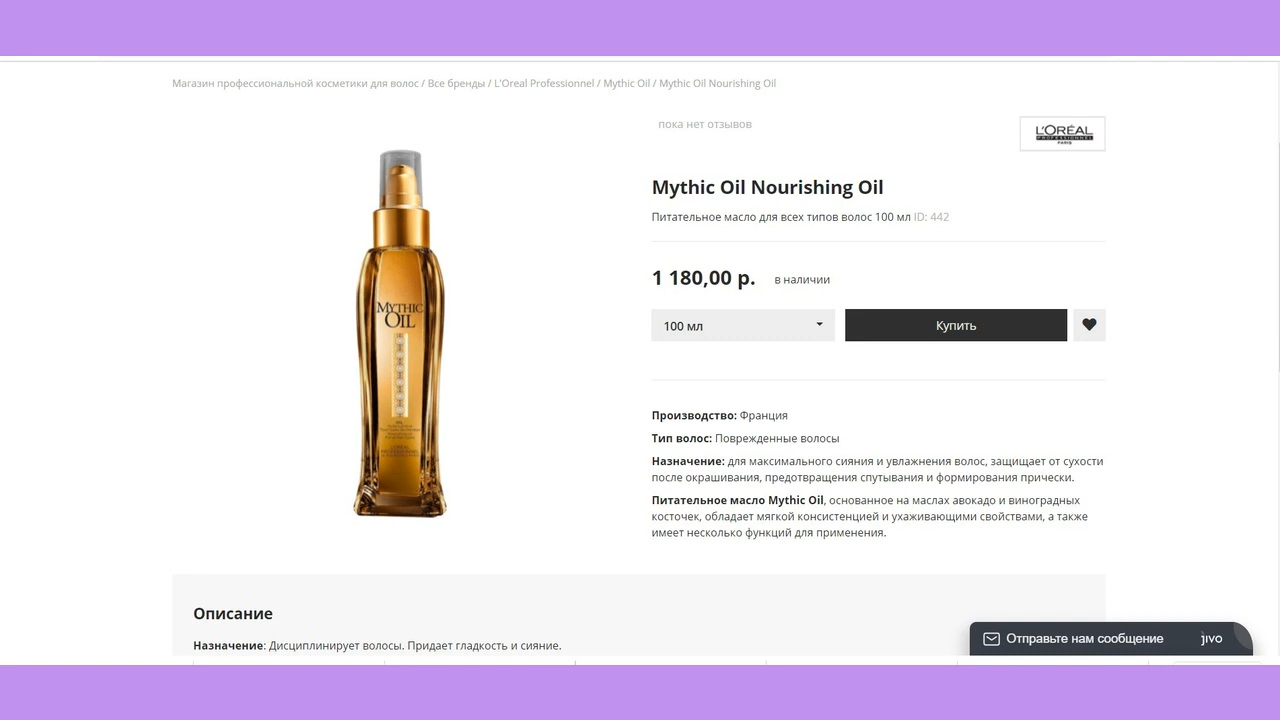 Магазин профессиональной косметики для волос / Все бренды / L'Oreal Professionnel / Mythic Oil / Mythic Oil Nourishing Oil
пока нет отзывов
L'ORÉAL
PROFESSIONNEL
PARIS
Mythic Oil Nourishing Oil
Питательное масло для всех типов волос 100 мл ID: 442
1 180,00 р. в наличии
100 мл
Купить
MYTHIC
OIL
Производство: Франция
Тип волос: Поврежденные волосы
Назначение: для максимального сияния и увлажнения волос, защищает от сухости
после окрашивания, предотвращения спутывания и формирования прически.
Питательное масло Mythic Oil, основанное на маслах авокадо и виноградных
косточек, обладает мягкой консистенцией и ухаживающими свойствами, а также
имеет несколько функций для применения.
Описание
Назначение: Дисциплинирует волосы. Придает гладкость и сияние.
Отправьте нам сообщение
jivo